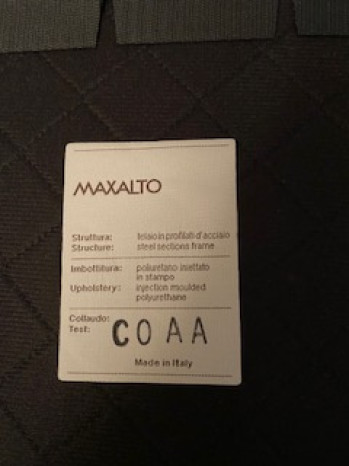 MAXALTO
Struttura: telaio in profilati d'acciaio
Structure: steel sections frame
Imbottitura: poliuretano iniettato
in stampo
Upholstery: injection moulded
polyurethane
Collaudo:
Test: COAA
Made in Italy